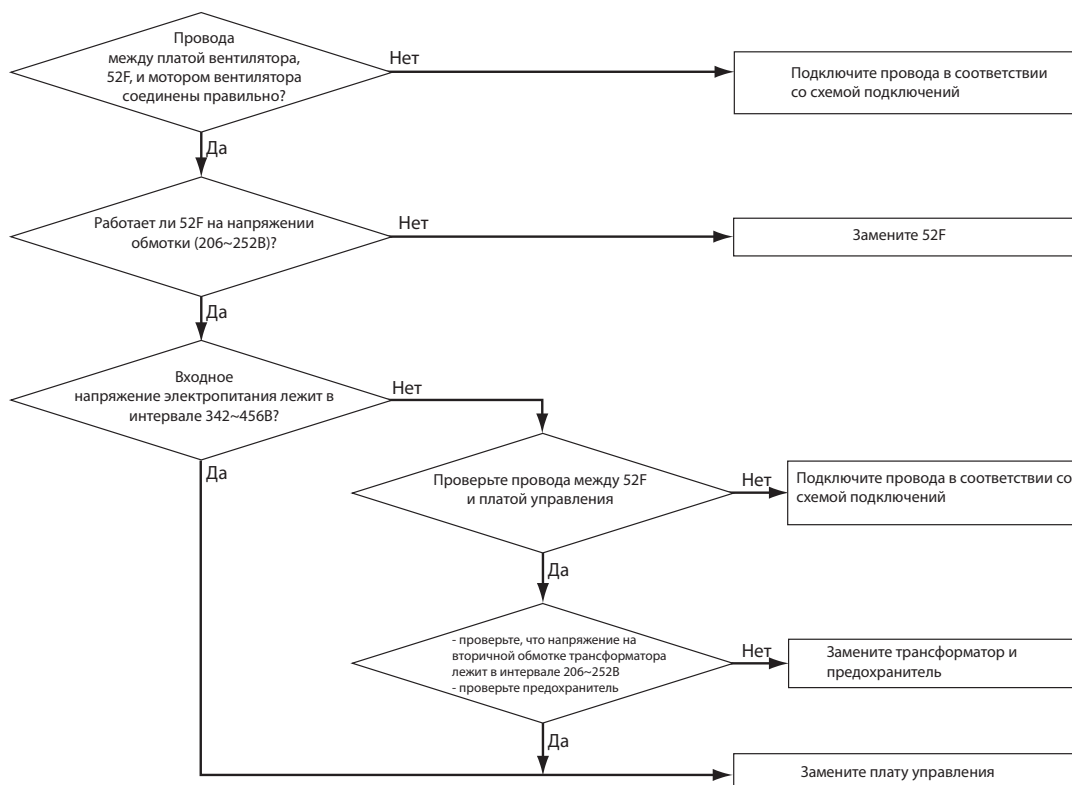 Провода
между платой вентилятора,
52F, и мотором вентилятора
соединены правильно?
Нет
Подключите провода в соответствии
со схемой подключений
Да
Работает ли 52F на напряжении
обмотки (206~252В)?
Нет
Замените 52F
Да
Входное
напряжение электропитания лежит в
интервале 342~456В?
Нет
Да
Проверьте провода между 52F
и платой управления
Нет
Подключите провода в соответствии со
схемой подключений
Да
- проверьте, что напряжение на
вторичной обмотке трансформатора
лежит в интервале 206~252В
- проверьте предохранитель
Нет
Замените трансформатор и
предохранитель
Да
Замените плату управления